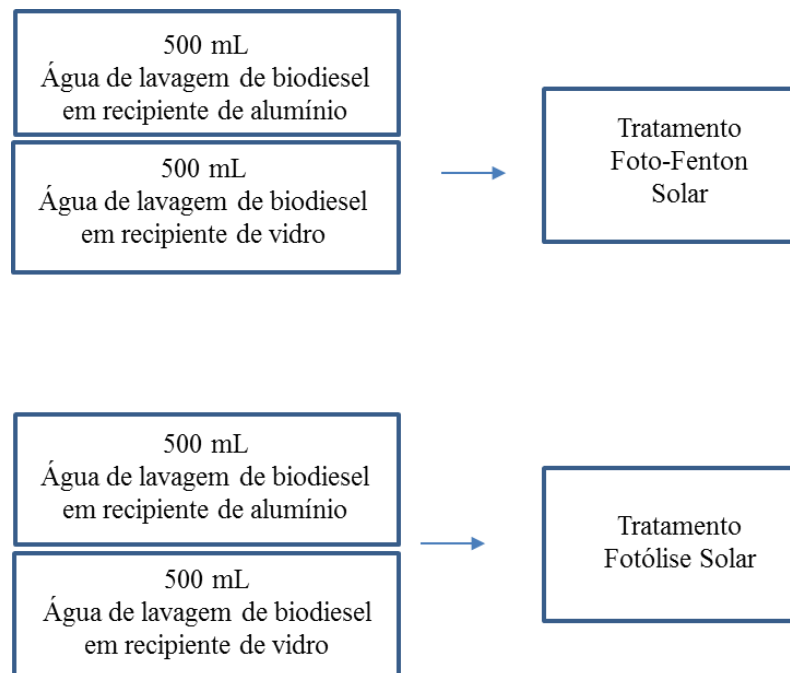 500 mL
Água de lavagem de biodiesel
em recipiente de alumínio
500 mL
Água de lavagem de biodiesel
em recipiente de vidro
Tratamento
Foto-Fenton
Solar
500 mL
Água de lavagem de biodiesel
em recipiente de alumínio
500 mL
Água de lavagem de biodiesel
em recipiente de vidro
Tratamento
Fotólise Solar